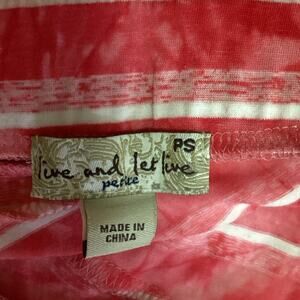 PS
live and let live
petite
MADE IN
CHINA